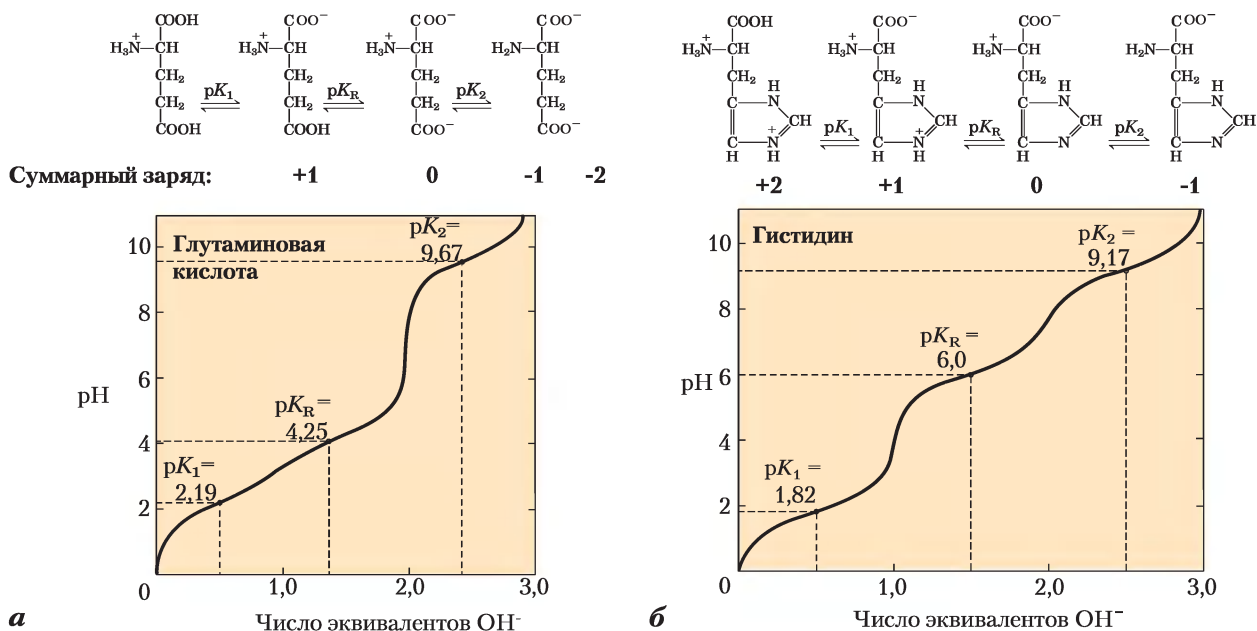 COOH
H₃N⁺—CH
CH₂
CH₂
COOH
pK₁
COO⁻
H₃N⁺—CH
CH₂
CH₂
COOH
pKR
COO⁻
H₃N⁺—CH
CH₂
CH₂
COO⁻
pK₂
COO⁻
H₂N—CH
CH₂
CH₂
COO⁻
Суммарный заряд: +1 0 -1 -2
Глутаминовая
кислота
pK₂=
9,67
pKR=
4,25
pK₁=
2,19
pH
10
8
6
4
2
0 1,0 2,0 3,0
Число эквивалентов OH-
а
COOH
H₃N⁺—CH
CH₂
C
H
N
CH
C
H
N⁺
H
pK₁
COO⁻
H₃N⁺—CH
CH₂
C
H
N
CH
C
H
N⁺
H
pKR
COO⁻
H₃N⁺—CH
CH₂
C
H
N
CH
C
H
N
pK₂
COO⁻
H₂N—CH
CH₂
C
H
N
CH
C
H
N
+2 +1 0 -1
Гистидин
pK₂ =
9,17
pKR =
6,0
pK₁ =
1,82
pH
10
8
6
4
2
0 1,0 2,0 3,0
Число эквивалентов OH⁻
б